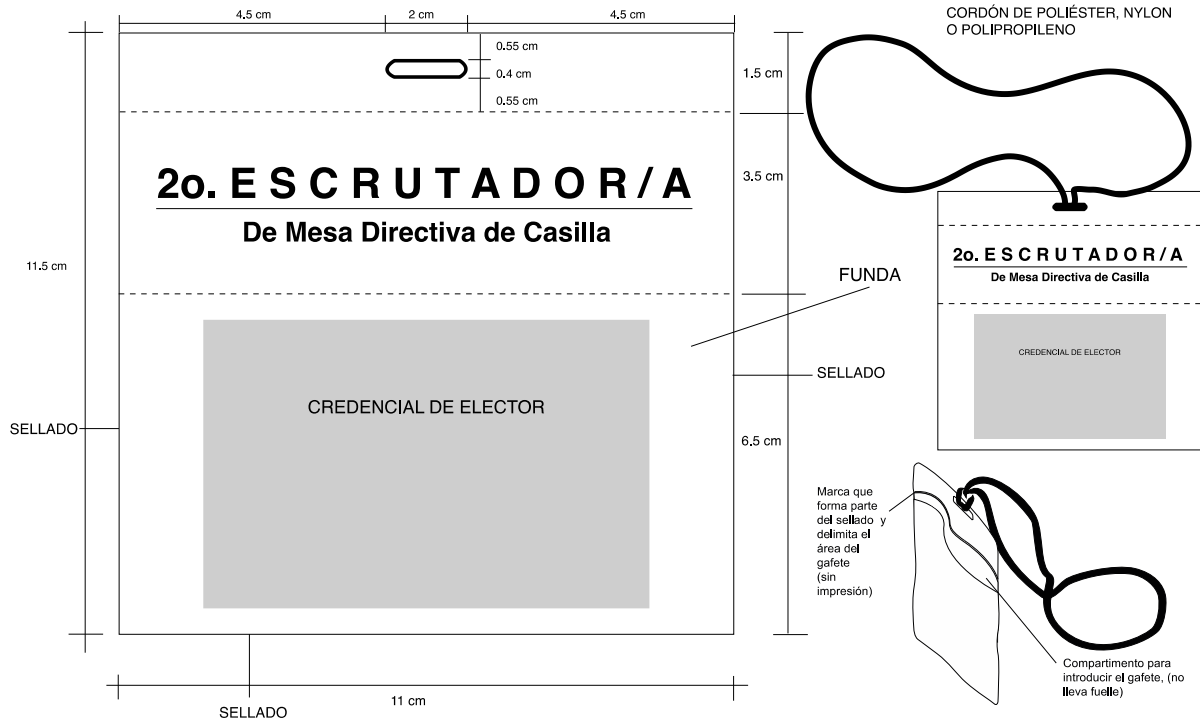 4.5 cm
2 cm
4.5 cm
0.55 cm
0.4 cm
0.55 cm
1.5 cm
3.5 cm
2o. ESCRUTADOR/A
De Mesa Directiva de Casilla
11.5 cm
FUNDA
SELLADO
CREDENCIAL DE ELECTOR
SELLADO
6.5 cm
11 cm
SELLADO
CORDÓN DE POLIÉSTER, NYLON
O POLIPROPILENO
2o. ESCRUTADOR/A
De Mesa Directiva de Casilla
CREDENCIAL DE ELECTOR
Marca que
forma parte
del sellado y
delimita el
área del
gafete
(sin
impresión)
Compartimento para
introducir el gafete, (no
lleva fuelle)